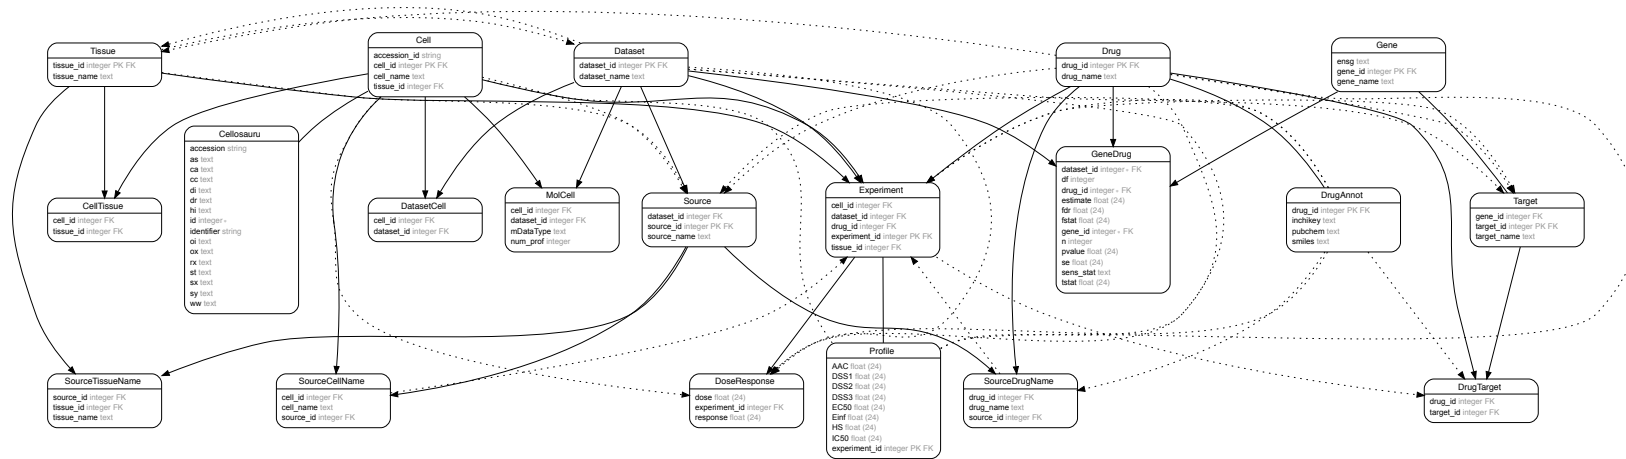 Tissue
tissue_id integer PK FK
tissue_name text
Cell
accession_id string
cell_id integer PK FK
cell_name text
tissue_id integer FK
Dataset
dataset_id integer PK FK
dataset_name text
Drug
drug_id integer PK FK
drug_name text
Gene
ensg text
gene_id integer PK FK
gene_name text
Cellosauru
accession string
as text
ca text
cc text
di text
dr text
hi text
id integer*
identifier string
oi text
ox text
rx text
st text
sx text
sy text
ww text
CellTissue
cell_id integer FK
tissue_id integer FK
DatasetCell
cell_id integer FK
dataset_id integer FK
MolCell
cell_id integer FK
dataset_id integer FK
mDataType text
num_prof integer
Source
dataset_id integer FK
source_id integer PK FK
source_name text
Experiment
cell_id integer FK
dataset_id integer FK
drug_id integer FK
experiment_id integer PK FK
tissue_id integer FK
GeneDrug
dataset_id integer* FK
df integer
drug_id integer* FK
estimate float (24)
fdr float (24)
fstat float (24)
gene_id integer* FK
n integer
pvalue float (24)
se float (24)
sens_stat text
tstat float (24)
DrugAnnot
drug_id integer PK FK
inchikey text
pubchem text
smiles text
Target
gene_id integer FK
target_id integer PK FK
target_name text
SourceTissueName
source_id integer FK
tissue_id integer FK
tissue_name text
SourceCellName
cell_id integer FK
cell_name text
source_id integer FK
DoseResponse
dose float (24)
experiment_id integer FK
response float (24)
Profile
AAC float (24)
DSS1 float (24)
DSS2 float (24)
DSS3 float (24)
EC50 float (24)
Einf float (24)
HS float (24)
IC50 float (24)
experiment_id integer PK FK
SourceDrugName
drug_id integer FK
drug_name text
source_id integer FK
DrugTarget
drug_id integer FK
target_id integer FK